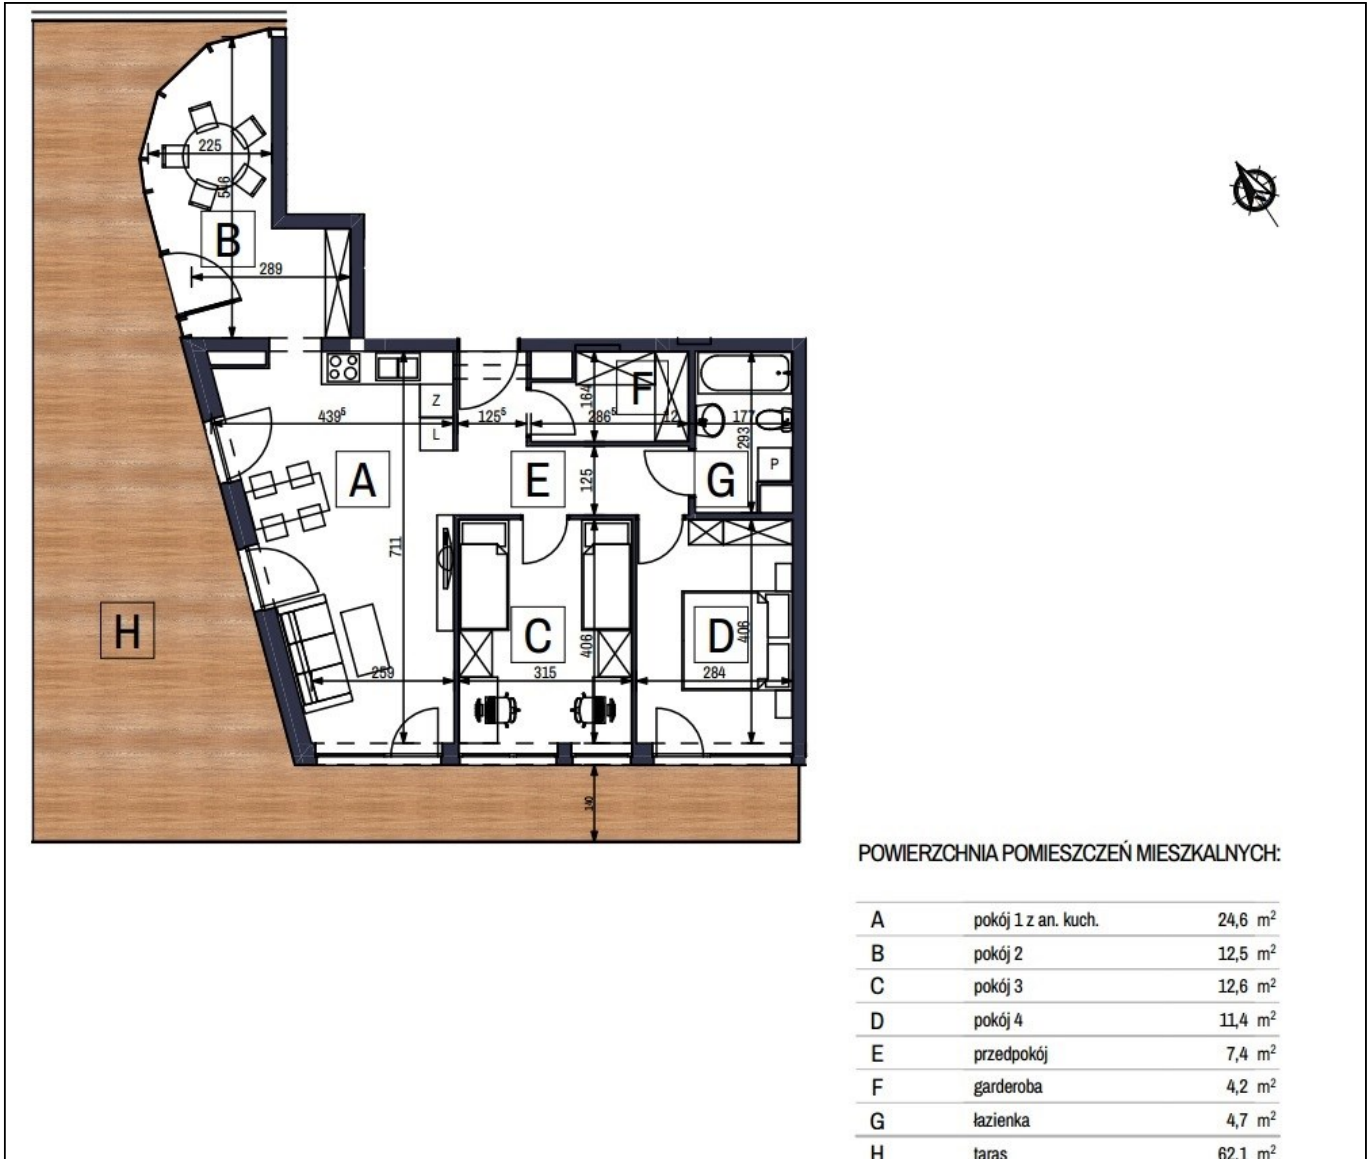 225
546
B
289
439⁵
125⁵
164
F
286⁵
12
177
293
Z
L
P
A
E
G
125
711
H
C
D
406
406
259
315
284
140
POWIERZCHNIA POMIESZCZEŃ MIESZKALNYCH:
A pokój 1 z an. kuch. 24,6 m²
B pokój 2 12,5 m²
C pokój 3 12,6 m²
D pokój 4 11,4 m²
E przedpokój 7,4 m²
F garderoba 4,2 m²
G łazienka 4,7 m²
H taras 62,1 m²